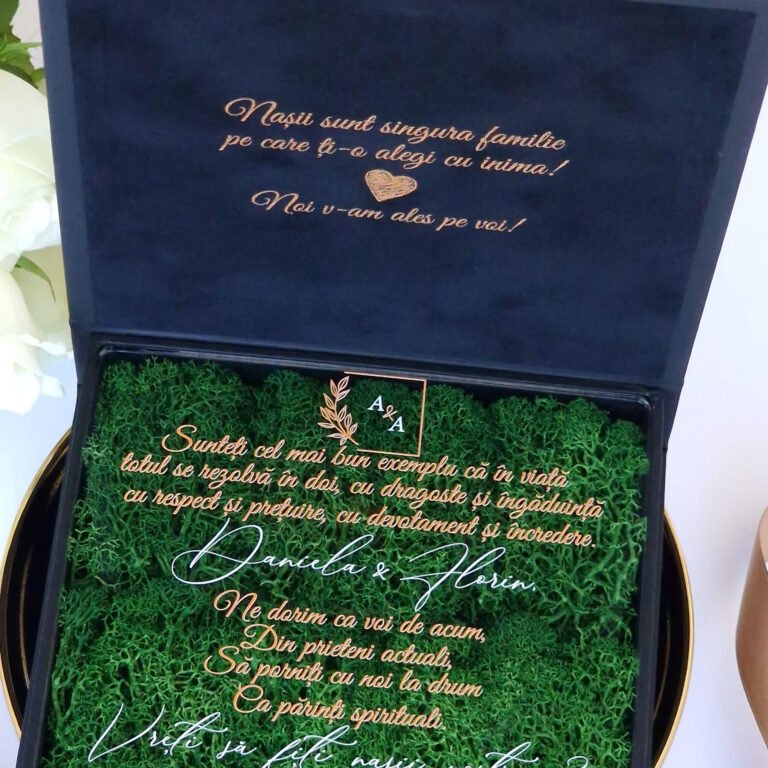 Nașii sunt singura familie
pe care ți-o alegi cu inima!
Noi v-am ales pe voi!
A&A
Sunteți cel mai bun exemplu că în viață
totul se rezolvă în doi, cu dragoste și îngăduință
cu respect și prețuire, cu devotament și încredere.
Daniela & Florin.
Ne dorim ca voi de acum,
Din prieteni actuali,
Să porniți cu noi la drum
Ca părinți spirituali.
Vreți să fiți nașii